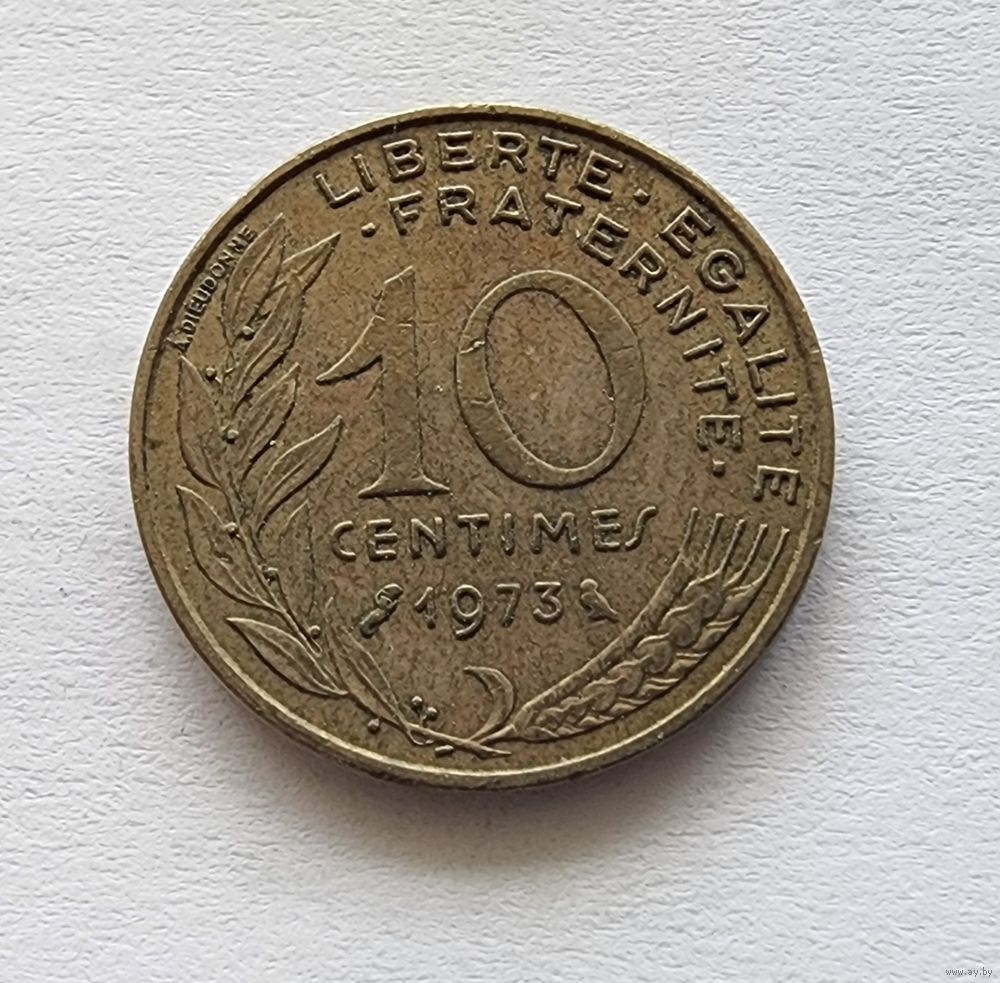 LIBERTE · EGALITE
· FRATERNITE ·
A.DIEUDONNE
10
CENTIMES
1973
www.ay.by